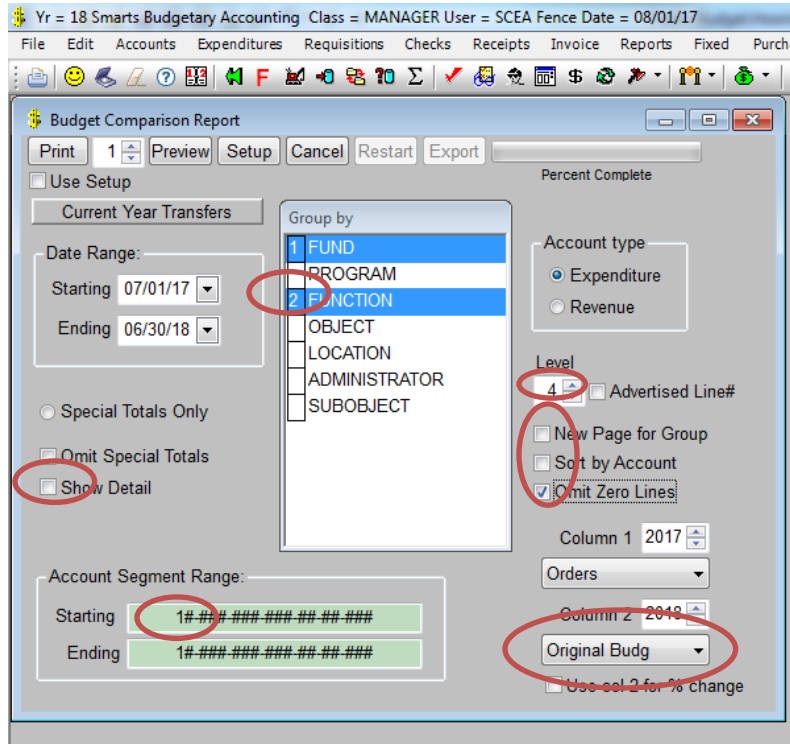 Yr = 18 Smarts Budgetary Accounting Class = MANAGER User = SCEA Fence Date = 08/01/17
File Edit Accounts Expenditures Requisitions Checks Receipts Invoice Reports Fixed Purch
Budget Comparison Report
Print 1 Preview Setup Cancel Restart Export
Percent Complete
Use Setup
Current Year Transfers
Date Range:
Starting 07/01/17
Ending 06/30/18
Special Totals Only
Omit Special Totals
Show Detail
Group by
1 FUND
PROGRAM
2 FUNCTION
OBJECT
LOCATION
ADMINISTRATOR
SUBOBJECT
Account type
Expenditure
Revenue
Level
4 Advertised Line#
New Page for Group
Sort by Account
Omit Zero Lines
Column 1 2017
Orders
Column 2 2018
Original Budg
Use col 2 for % change
Account Segment Range:
Starting 1#-###-###-###-##-##-###
Ending 1#-###-###-###-##-##-###